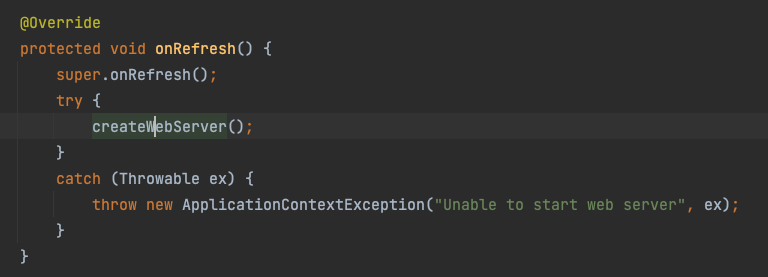 @Override
protected void onRefresh() {
    super.onRefresh();
    try {
        createWebServer();
    }
    catch (Throwable ex) {
        throw new ApplicationContextException("Unable to start web server", ex);
    }
}